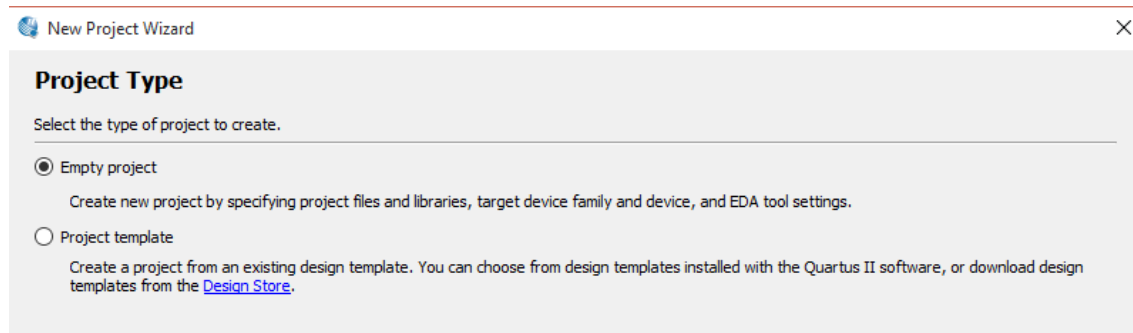 New Project Wizard
Project Type
Select the type of project to create.
Empty project
Create new project by specifying project files and libraries, target device family and device, and EDA tool settings.
Project template
Create a project from an existing design template. You can choose from design templates installed with the Quartus II software, or download design
templates from the Design Store.